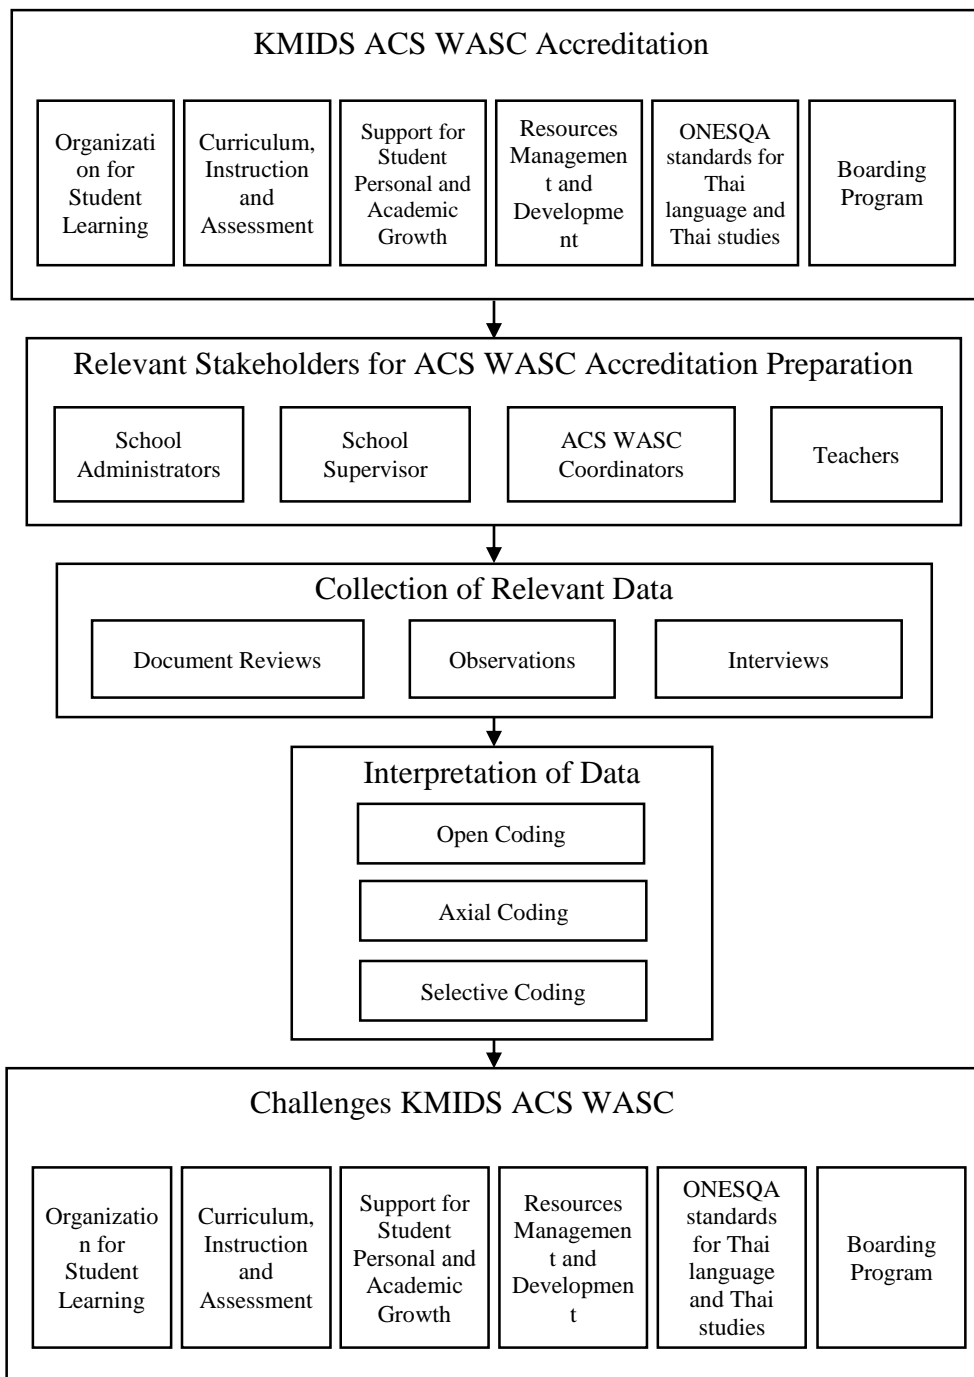 KMIDS ACS WASC Accreditation
Organizati
on for
Student
Learning
Curriculum,
Instruction
and
Assessment
Support for
Student
Personal and
Academic
Growth
Resources
Managemen
t and
Developme
nt
ONESQA
standards for
Thai
language and
Thai studies
Boarding
Program
Relevant Stakeholders for ACS WASC Accreditation Preparation
School
Administrators
School
Supervisor
ACS WASC
Coordinators
Teachers
Collection of Relevant Data
Document Reviews
Observations
Interviews
Interpretation of Data
Open Coding
Axial Coding
Selective Coding
Challenges KMIDS ACS WASC
Organizatio
n for
Student
Learning
Curriculum,
Instruction
and
Assessment
Support for
Student
Personal and
Academic
Growth
Resources
Managemen
t and
Developmen
t
ONESQA
standards
for Thai
language
and Thai
studies
Boarding
Program